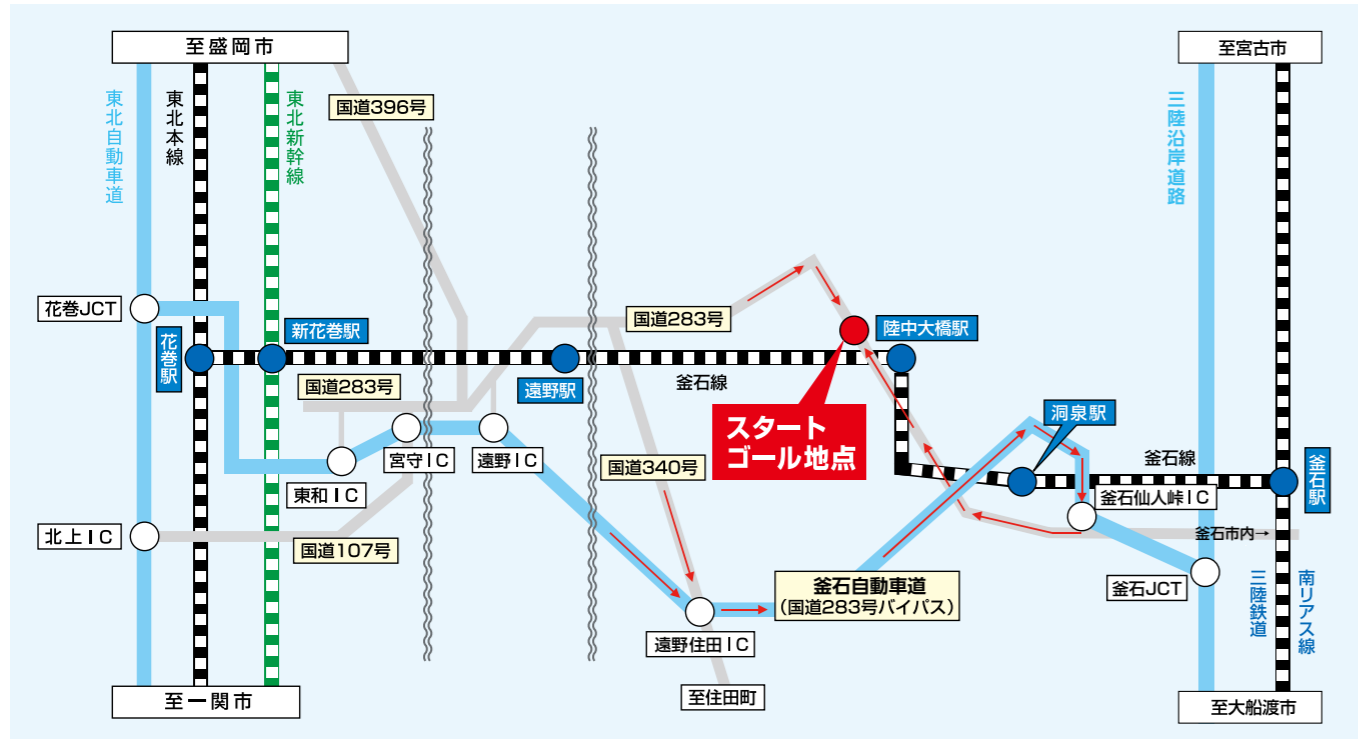 至盛岡市
至宮古市
東北自動車道
東北本線
東北新幹線
国道396号
三陸沿岸道路
花巻JCT
花巻駅
新花巻駅
国道283号
陸中大橋駅
国道283号
遠野駅
釜石線
スタート
ゴール地点
洞泉駅
宮守IC
遠野IC
国道340号
釜石線
釜石駅
東和IC
釜石仙人峠IC
北上IC
国道107号
釜石市内→
釜石自動車道
(国道283号バイパス)
釜石JCT
三陸鉄道
南リアス線
遠野住田IC
至住田町
至一関市
至大船渡市